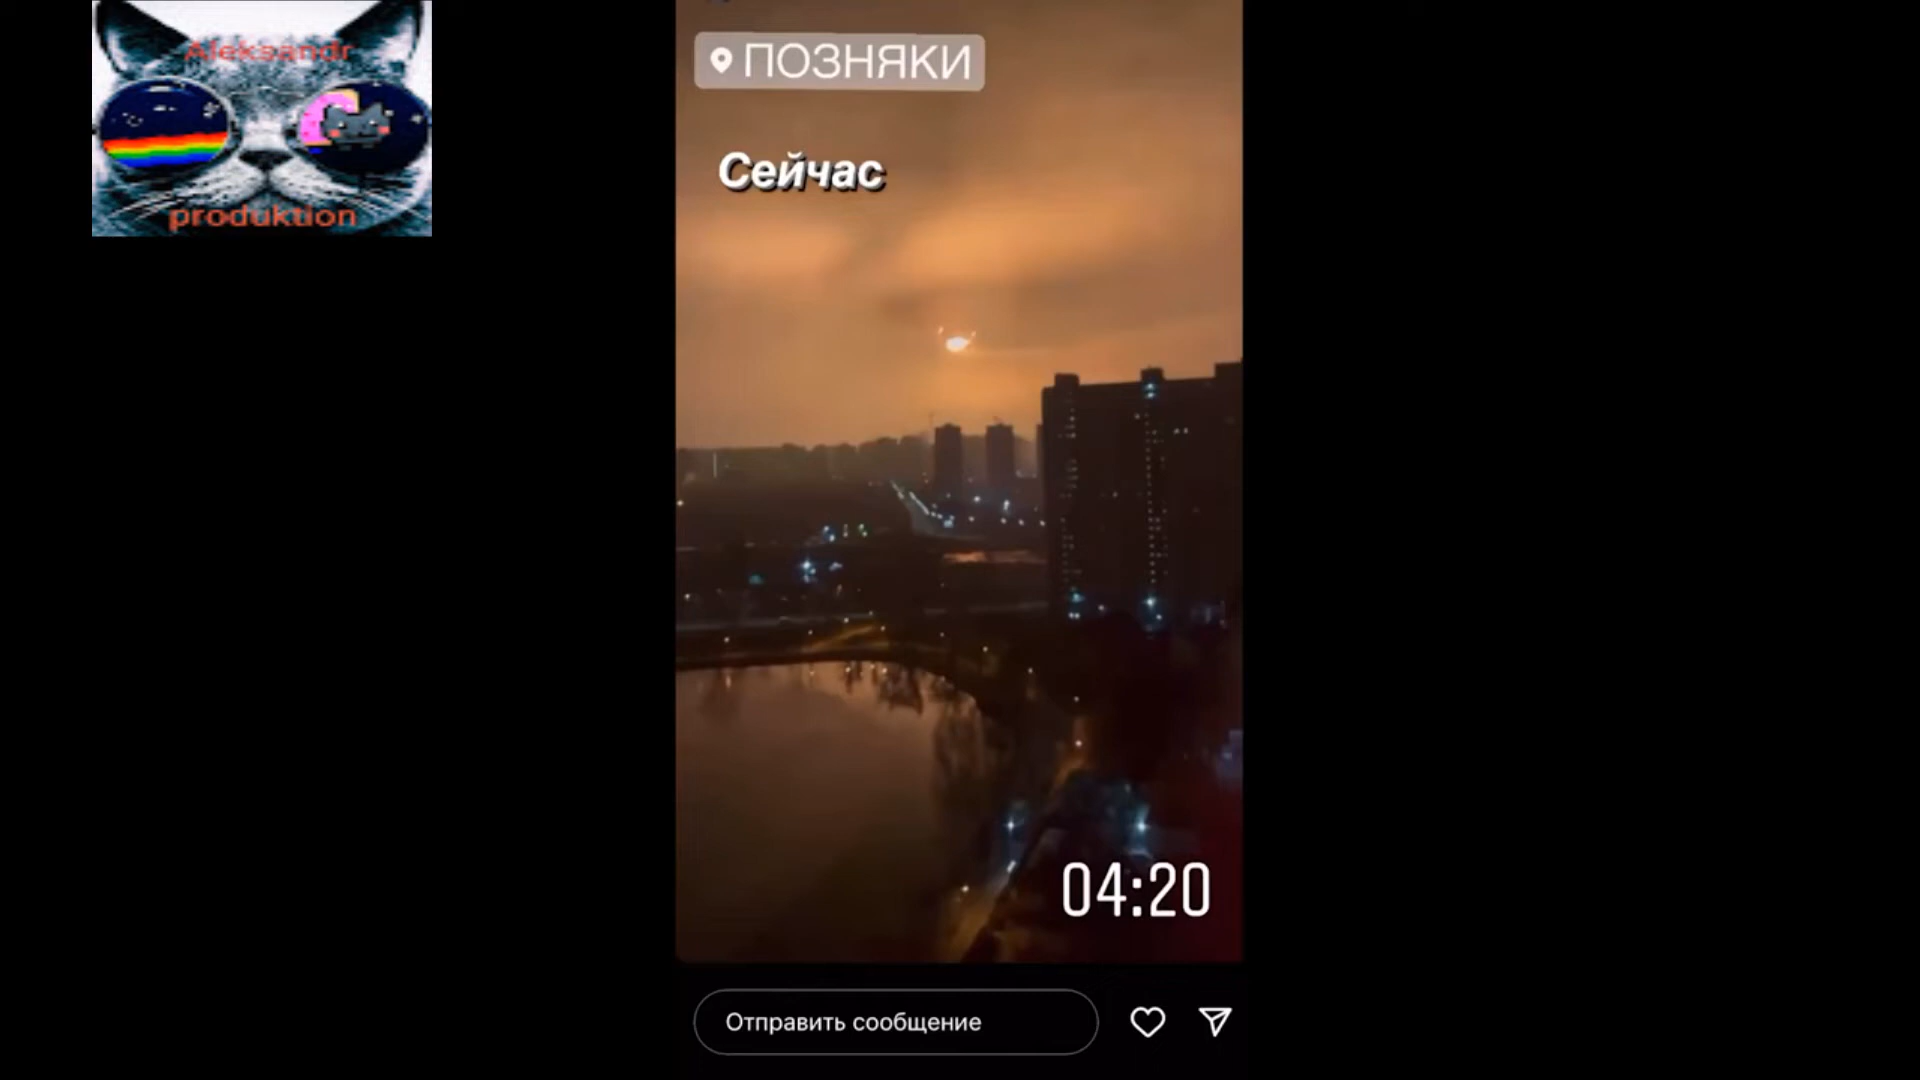 Aleksandr
produktion
ПОЗНЯКИ
Сейчас
04:20
Отправить сообщение